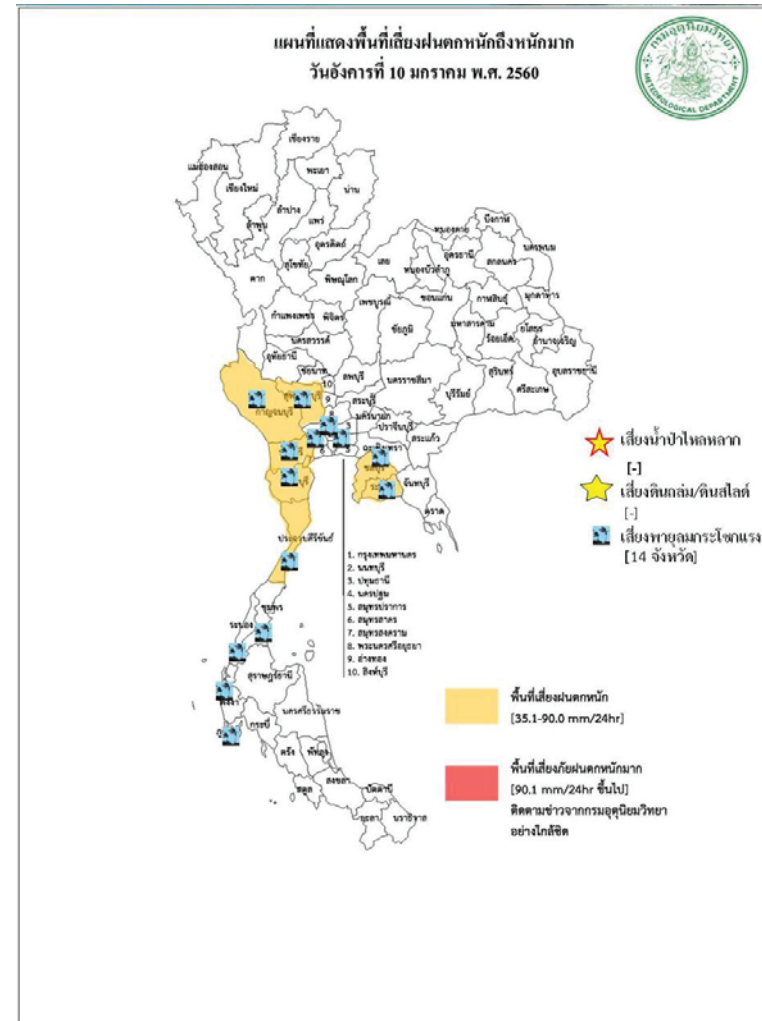 แผนที่แสดงพื้นที่เสี่ยงฝนตกหนักถึงหนักมาก
วันอังคารที่ 10 มกราคม พ.ศ. 2560
กรมอุตุนิยมวิทยา
METEOROLOGICAL DEPARTMENT
เชียงราย
แม่ฮ่องสอน
พะเยา
เชียงใหม่
น่าน
ลำปาง
แพร่
ลำพูน
บึงกาฬ
หนองคาย
อุตรดิตถ์
เลย
อุดรธานี
นครพนม
สุโขทัย
หนองบัวลำภู
สกลนคร
ตาก
พิษณุโลก
เพชรบูรณ์
ขอนแก่น
กาฬสินธุ์
มุกดาหาร
กำแพงเพชร
พิจิตร
ชัยภูมิ
มหาสารคาม
ร้อยเอ็ด
ยโสธร
อำนาจเจริญ
นครสวรรค์
อุทัยธานี
ชัยนาท
ลพบุรี
นครราชสีมา
บุรีรัมย์
สุรินทร์
ศรีสะเกษ
อุบลราชธานี
10
9
สระบุรี
กาญจนบุรี
นครนายก
3
ปราจีนบุรี
สระแก้ว
6
5
จันทบุรี
ตราด
ประจวบคีรีขันธ์
1. กรุงเทพมหานคร
2. นนทบุรี
3. ปทุมธานี
4. นครปฐม
5. สมุทรปราการ
6. สมุทรสาคร
7. สมุทรสงคราม
8. พระนครศรีอยุธยา
9. อ่างทอง
10. สิงห์บุรี
ชุมพร
ระนอง
สุราษฎร์ธานี
นครศรีธรรมราช
กระบี่
ตรัง
พัทลุง
สตูล
สงขลา
ปัตตานี
ยะลา
นราธิวาส
เสี่ยงน้ำป่าไหลหลาก
[-]
เสี่ยงดินถล่ม/ดินสไลด์
[-]
เสี่ยงพายุลมกระโชกแรง
[14 จังหวัด]
พื้นที่เสี่ยงฝนตกหนัก
[35.1-90.0 mm/24hr]
พื้นที่เสี่ยงภัยฝนตกหนักมาก
[90.1 mm/24hr ขึ้นไป]
ติดตามข่าวจากกรมอุตุนิยมวิทยา
อย่างใกล้ชิด